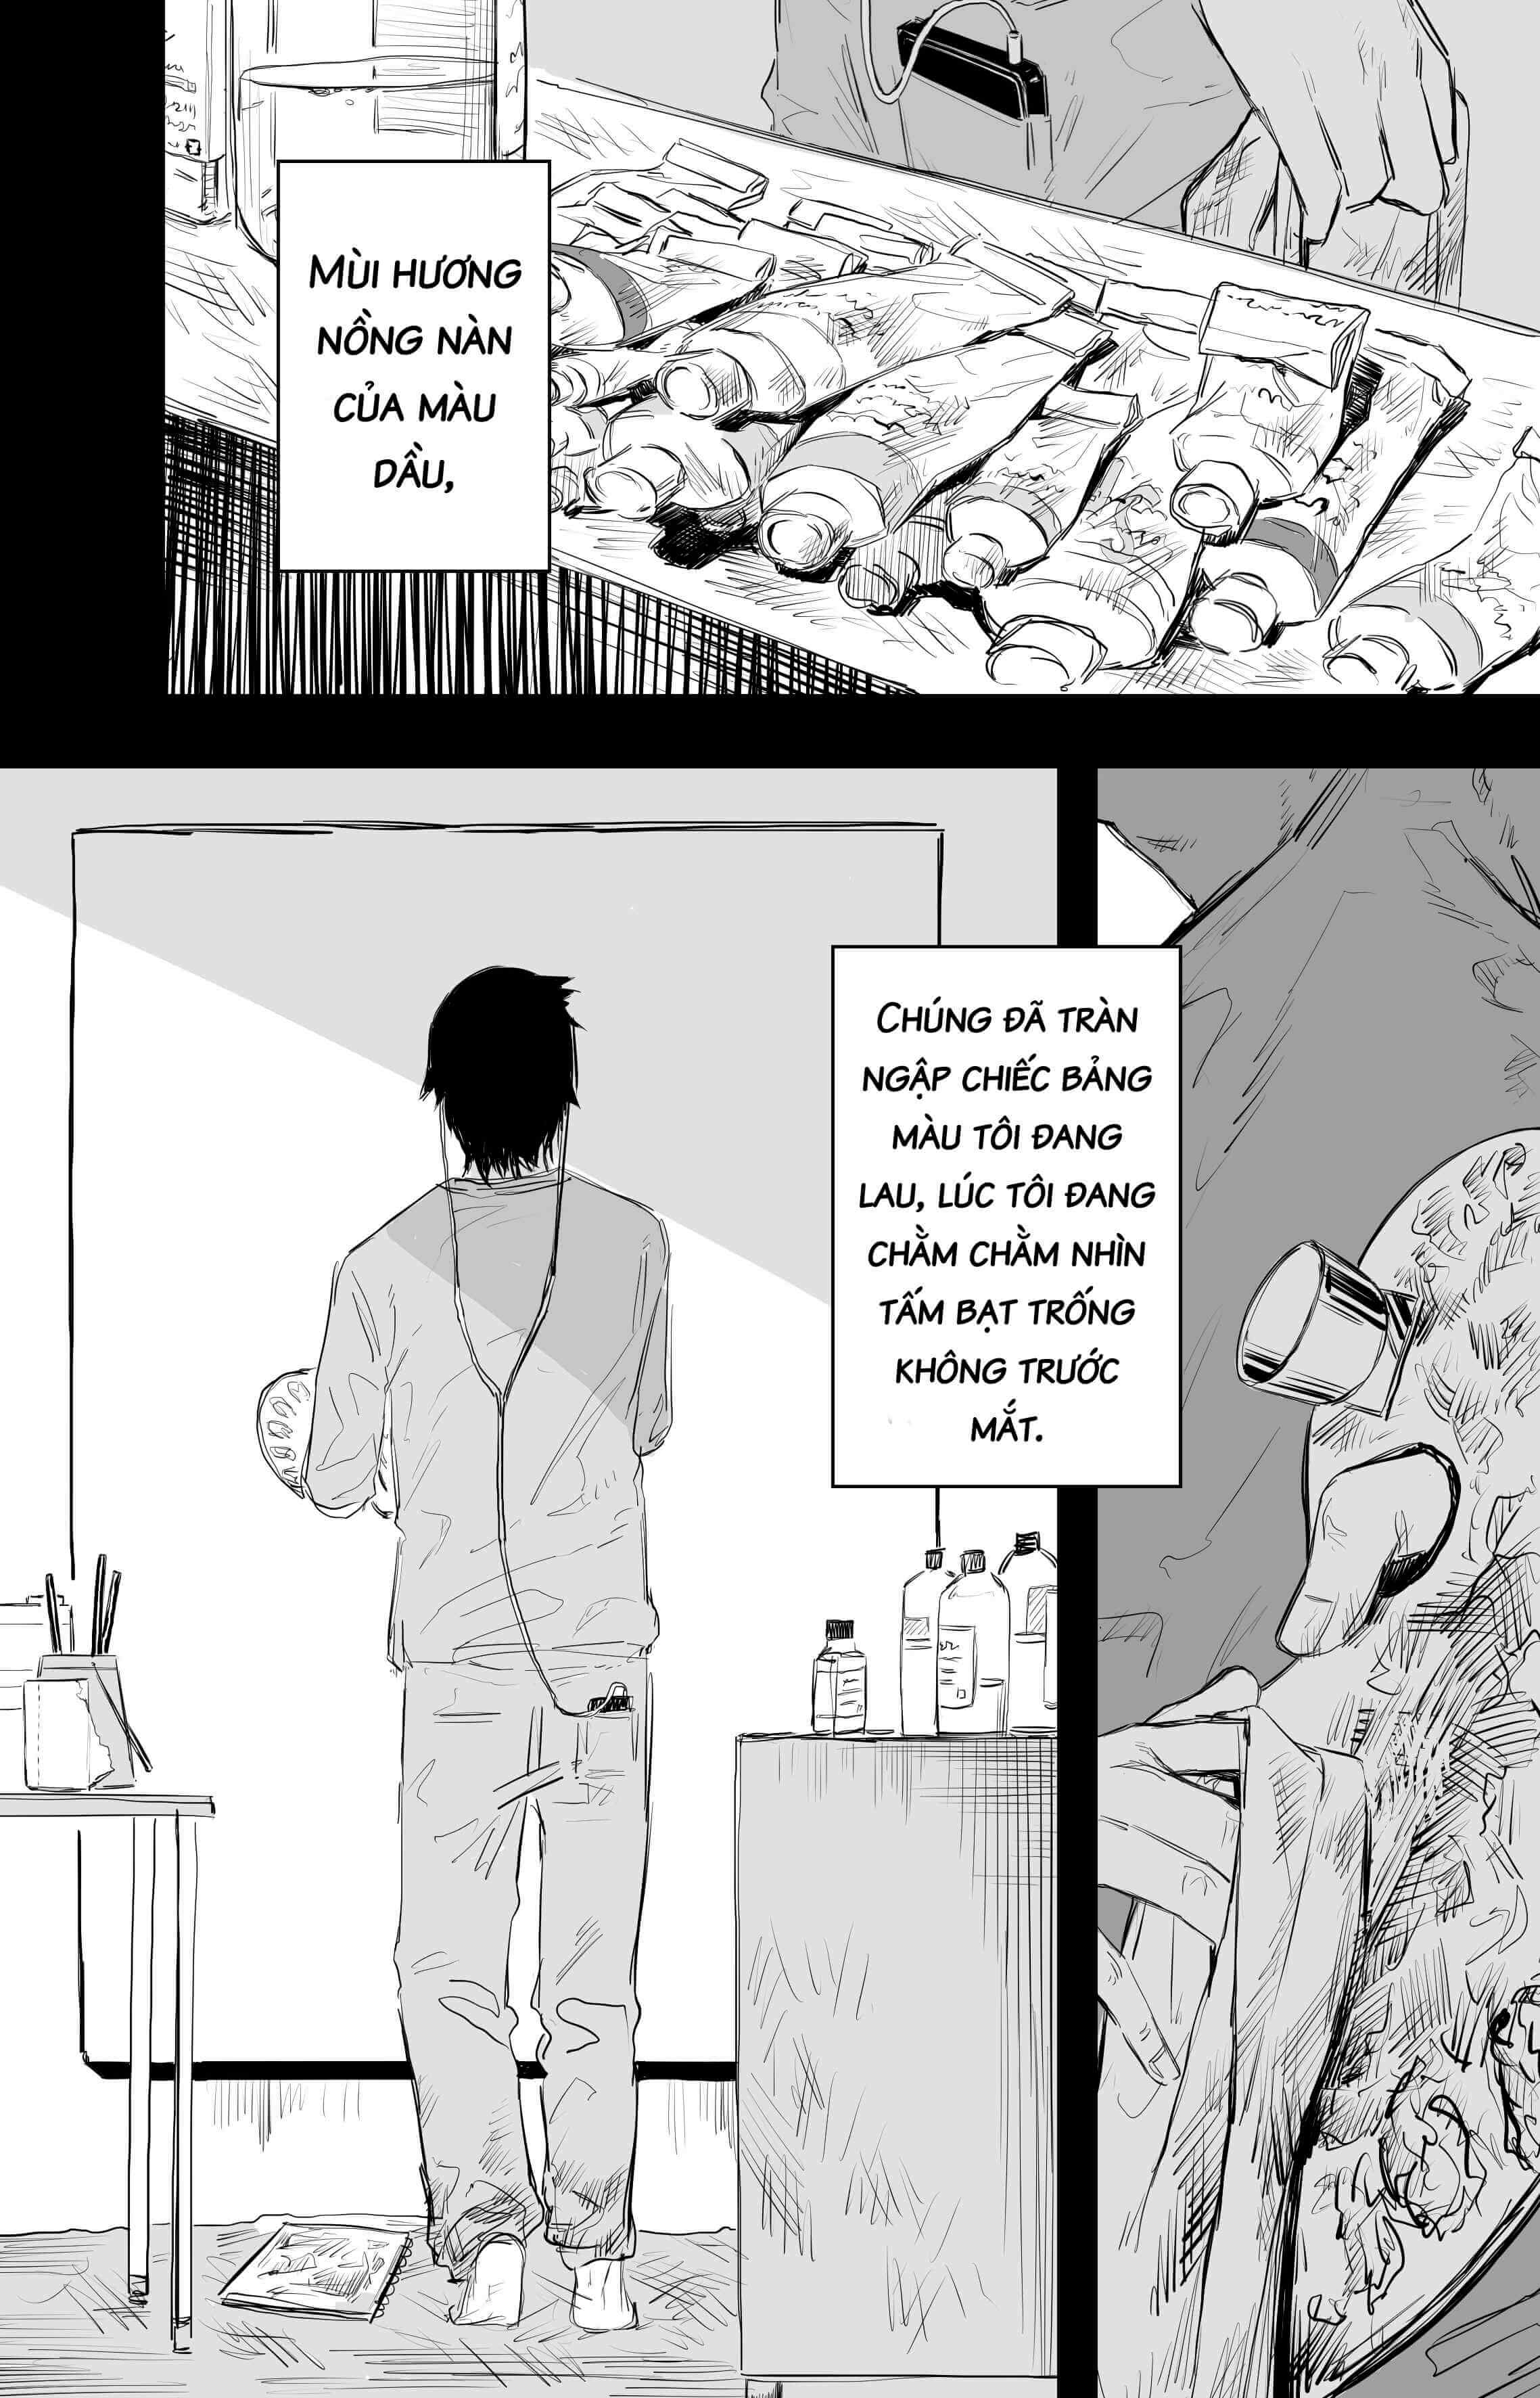 MÙI HƯƠNG
NỒNG NÀN
CỦA MÀU
DẦU,
CHÚNG ĐÃ TRÀN
NGẬP CHIẾC BẢNG
MÀU TÔI ĐANG
LAU, LÚC TÔI ĐANG
CHẰM CHẰM NHÌN
TẤM BẠT TRỐNG
KHÔNG TRƯỚC
MẮT.